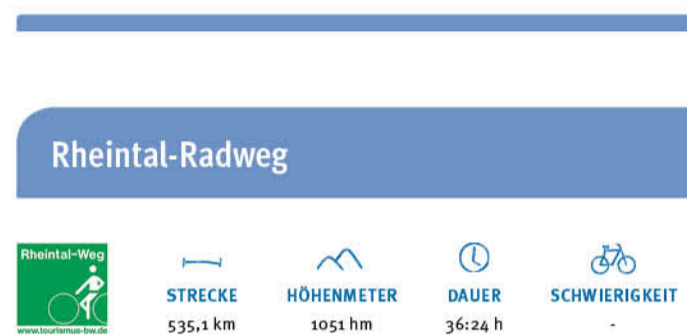 Rheintal-Radweg
Rheintal-Weg
www.tourismus-bw.de
STRECKE HÖHENMETER DAUER SCHWIERIGKEIT
535,1 km 1051 hm 36:24 h -